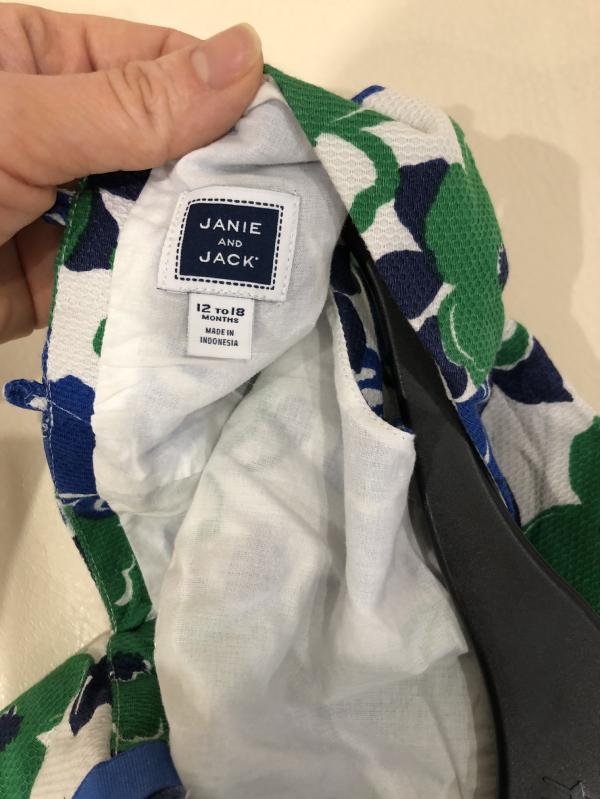 JANIE
AND
JACK®
12 TO 18
MONTHS
MADE IN
INDONESIA